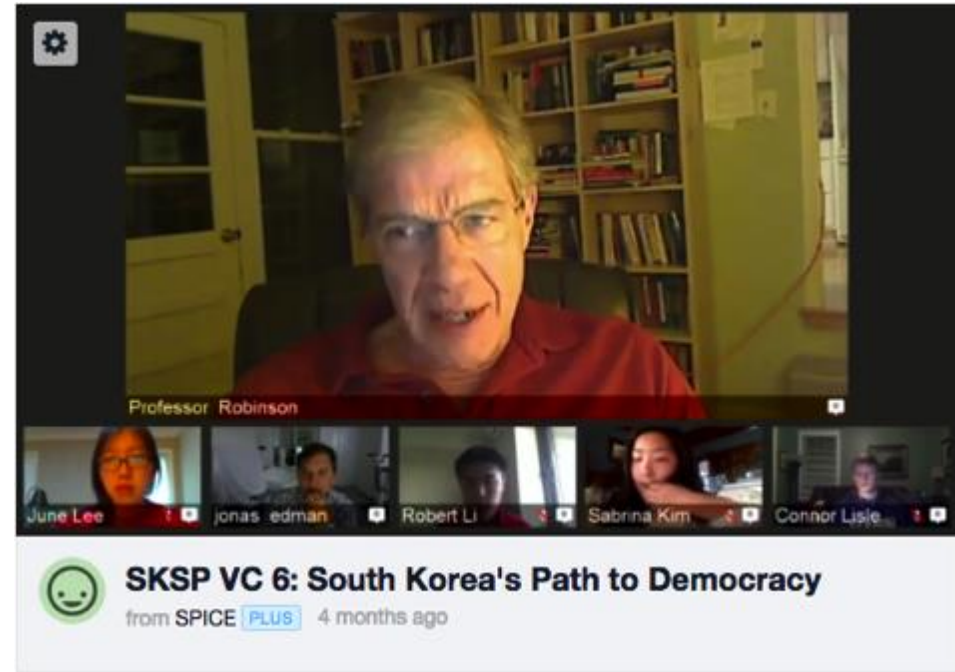 Professor Robinson
June Lee
jonas edman
Robert Li
Sabrina Kim
Connor Lisle
SKSP VC 6: South Korea's Path to Democracy
from SPICE PLUS 4 months ago